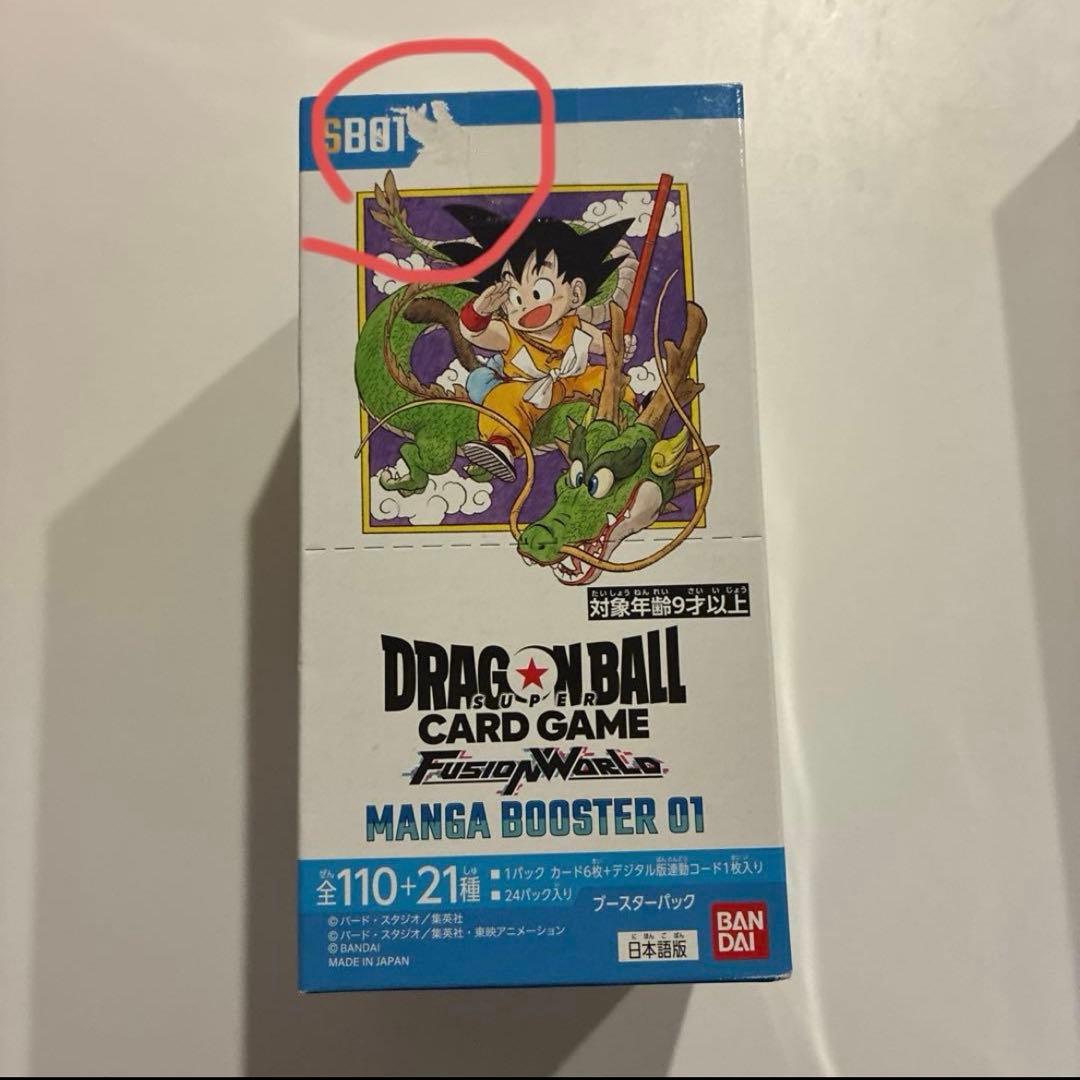 SB01
たいしょうねんれい さいいじょう
対象年齢9才以上
DRAGON BALL
SUPER
CARD GAME
FUSION WORLD
MANGA BOOSTER 01
ぜん しゅ
全110+21種
まい ばんれんどう まいい
■1パック カード6枚+デジタル版連動コード1枚入り
■24パック入り
ブースターパック
©バード・スタジオ/集英社
©バード・スタジオ/集英社・東映アニメーション
©BANDAI
MADE IN JAPAN
にほんごばん
日本語版
BAN
DAI